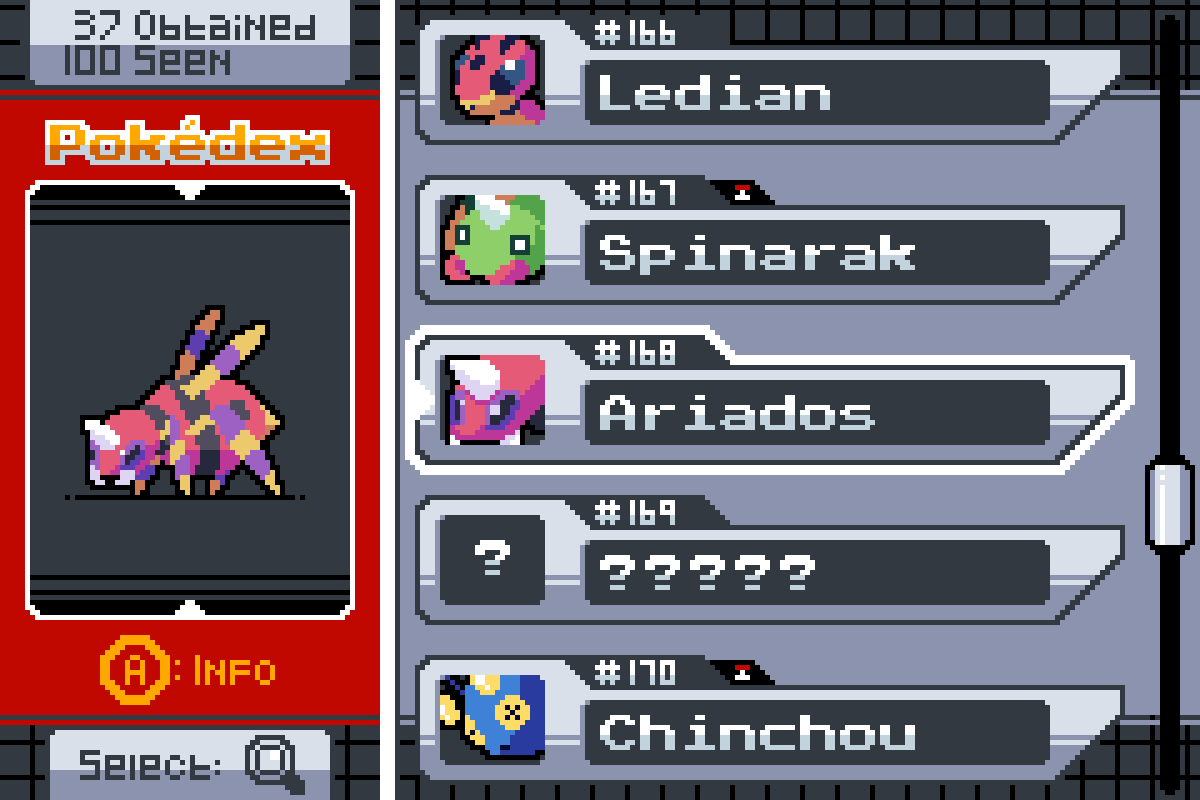 37 Obtained
100 Seen
Pokédex
A: Info
Select:
#166
Ledian
#167
Spinarak
#168
Ariados
?
#169
?????
#170
Chinchou